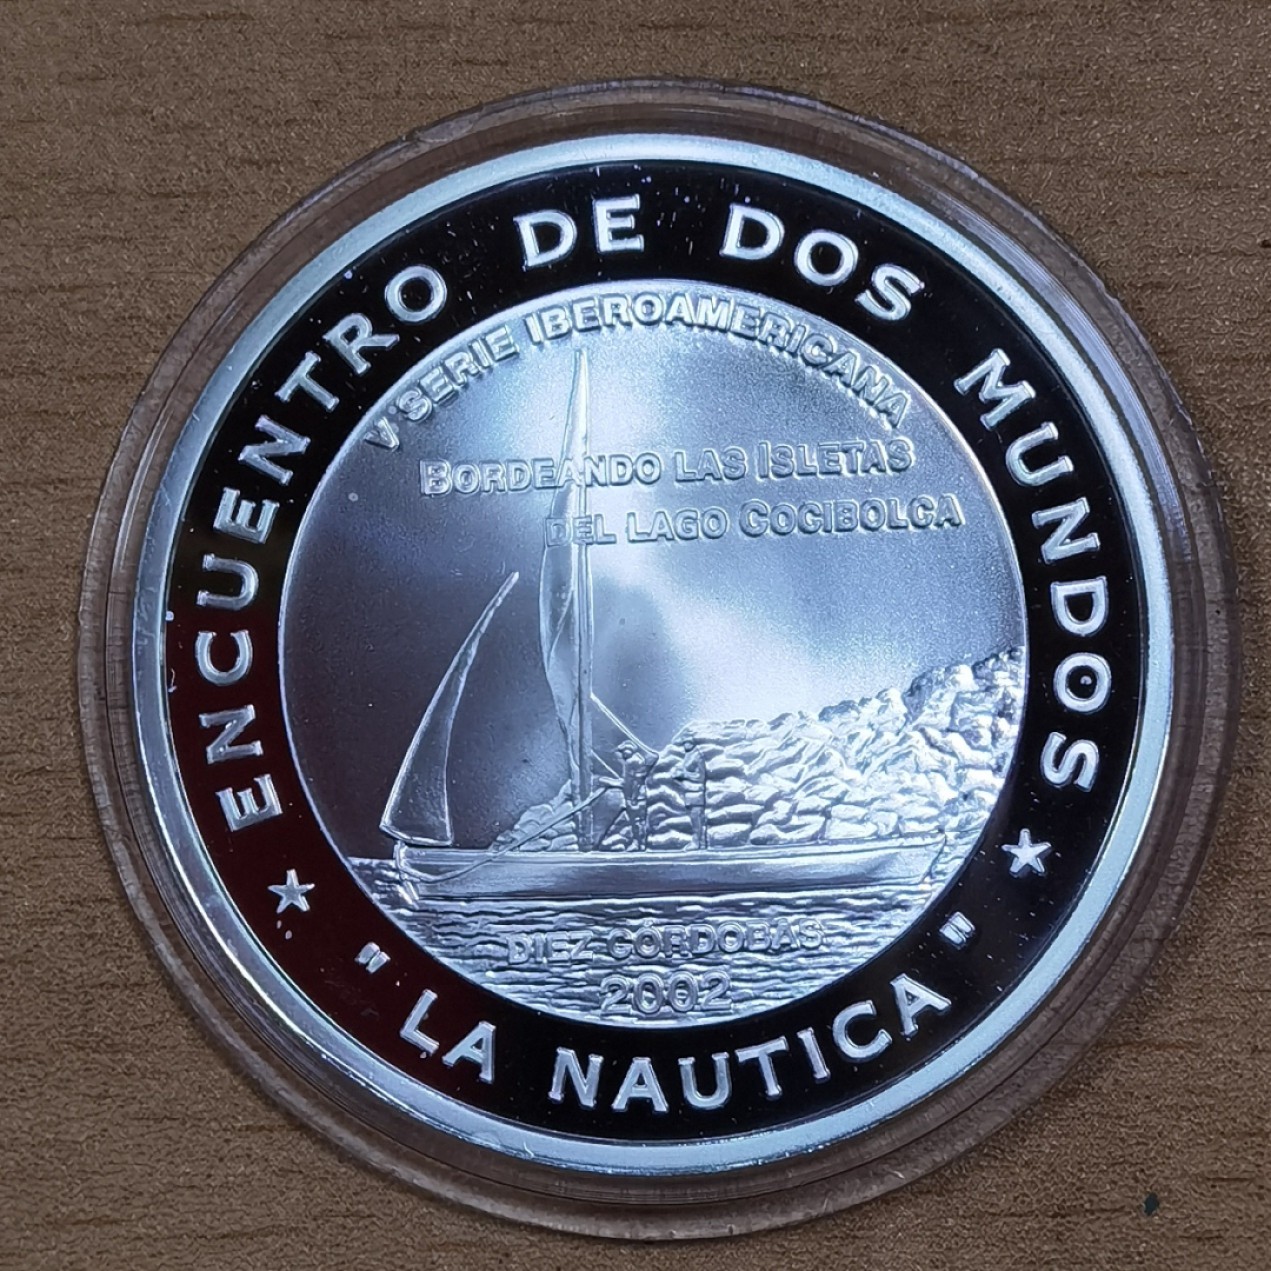 ENCUENTRO DE DOS MUNDOS
V SERIE IBEROAMERICANA
BORDEANDO LAS ISLETAS
DEL LAGO COCIBOLCA
DIEZ CÓRDOBAS
2002
"LA NAUTICA"